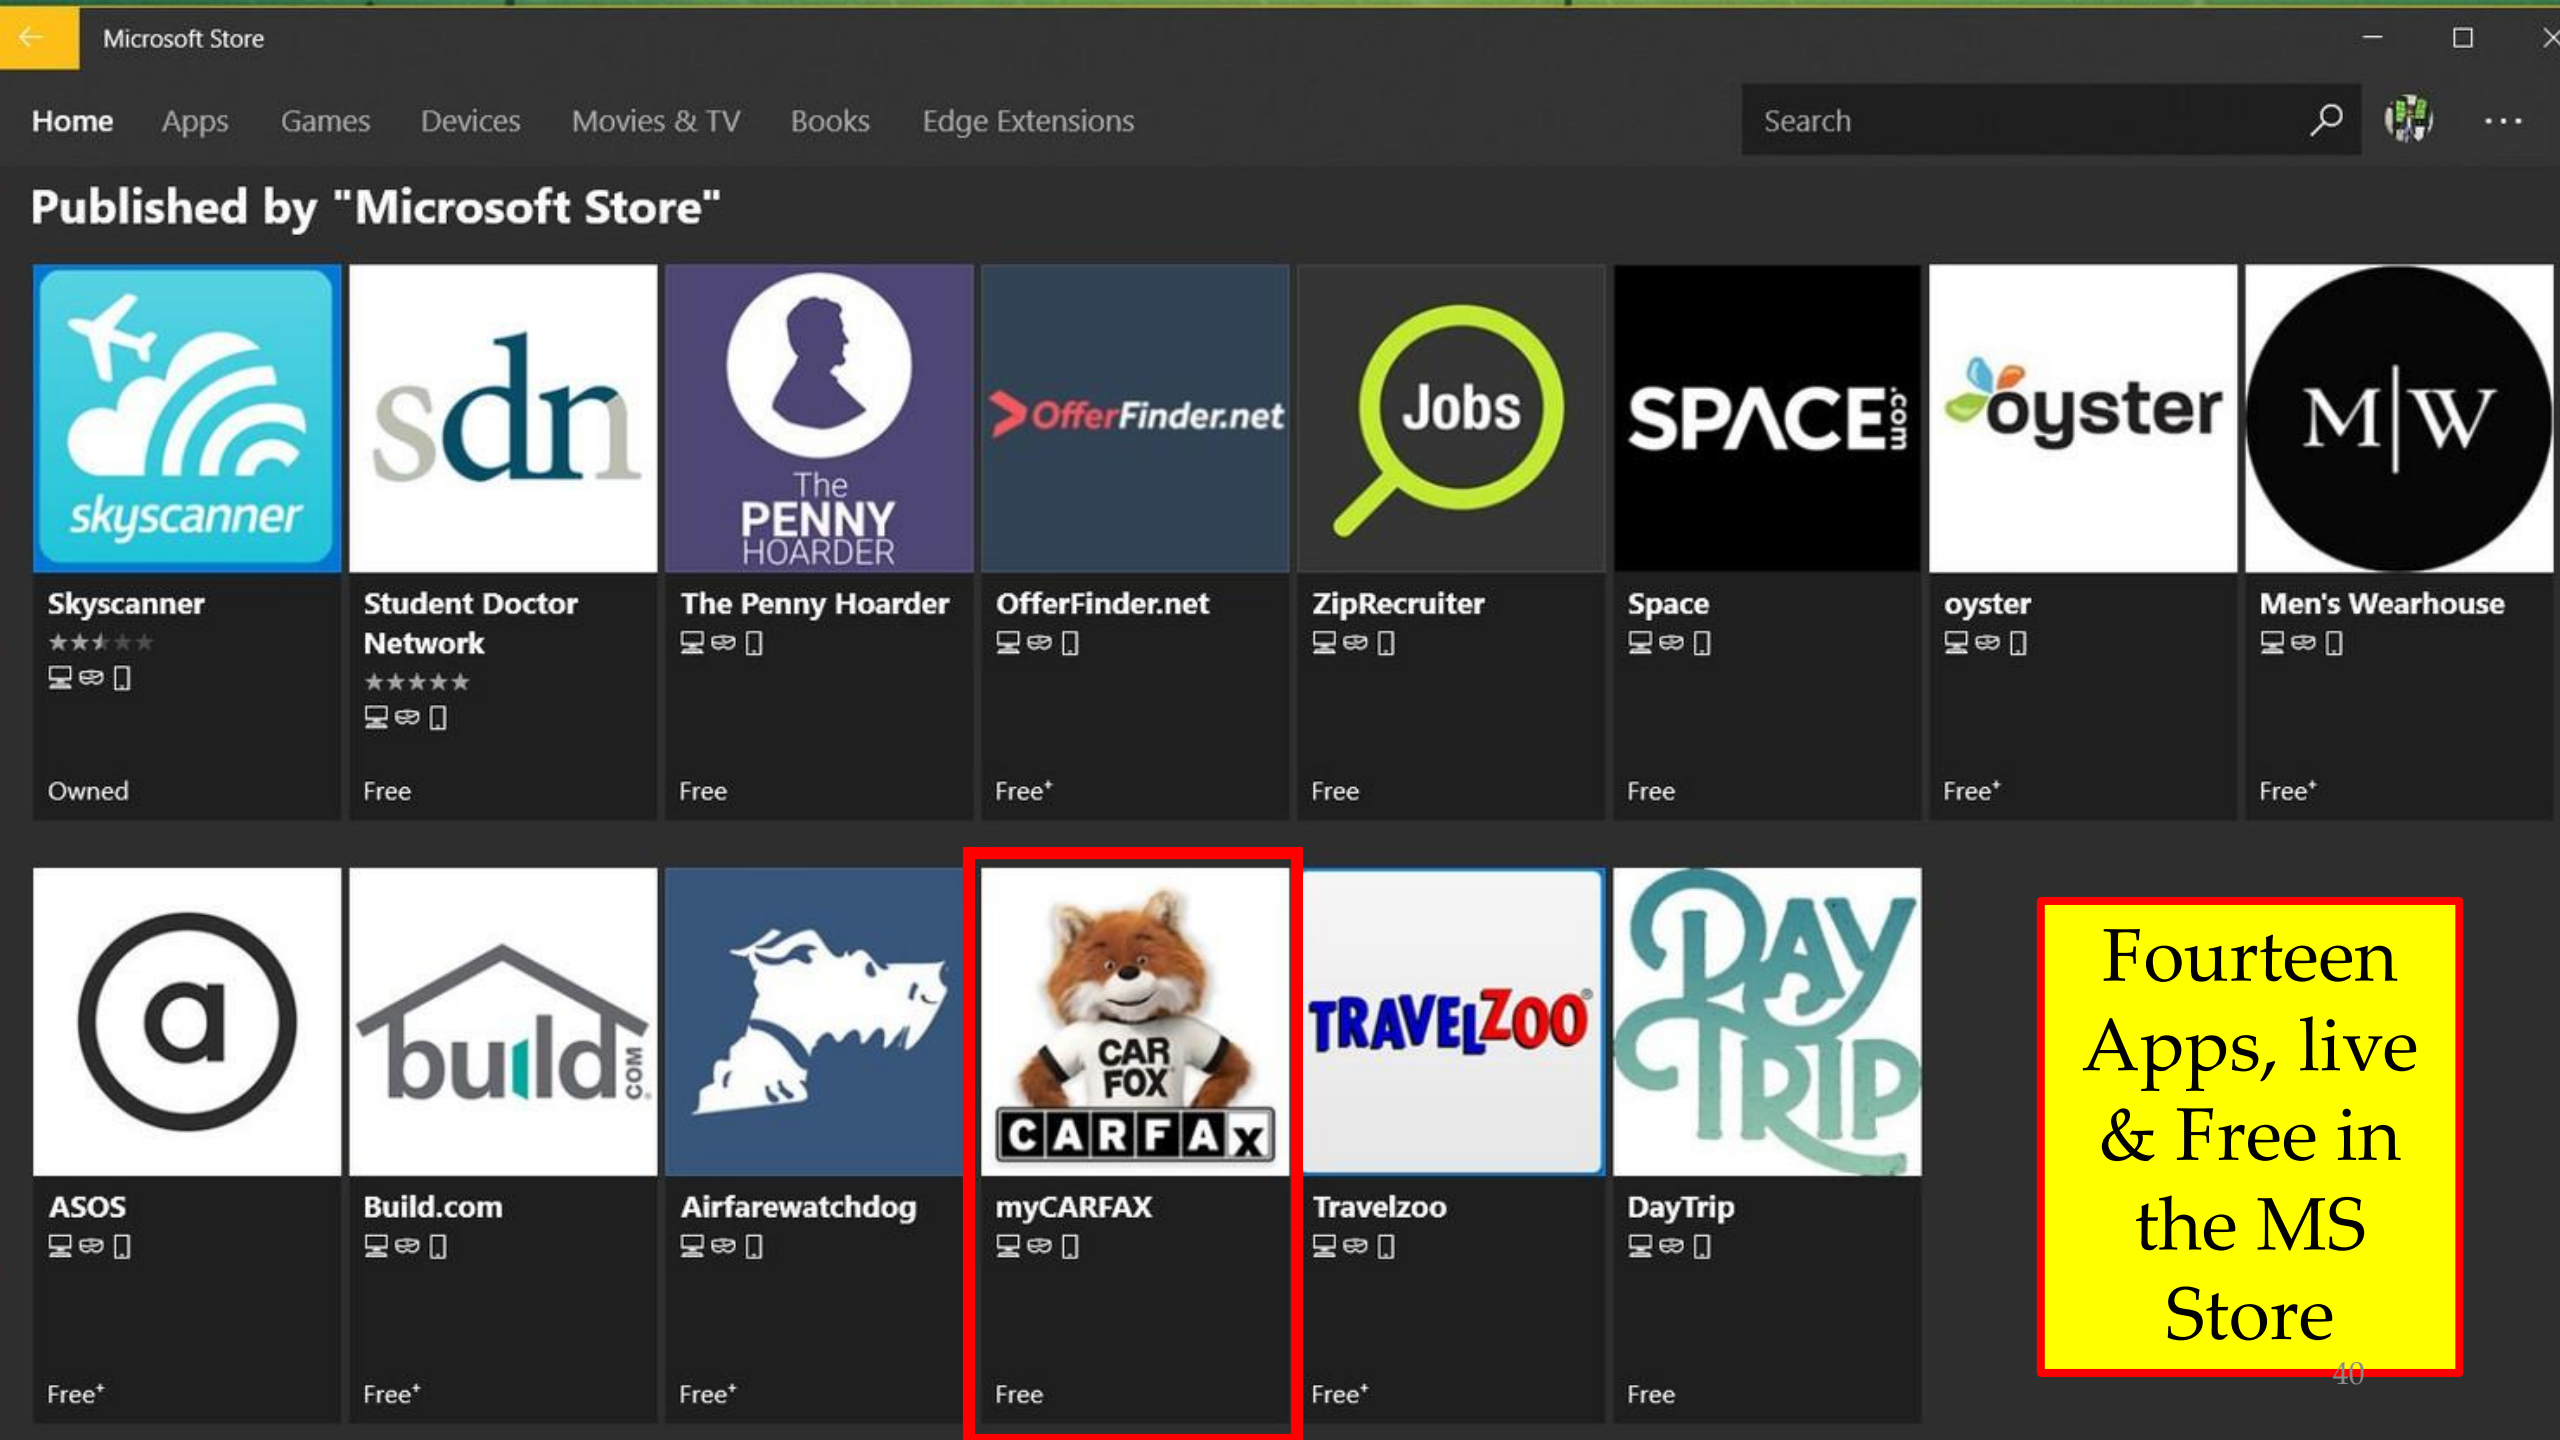 Microsoft Store
Home Apps Games Devices Movies & TV Books Edge Extensions Search
Published by "Microsoft Store"
skyscanner
sdn
The
PENNY
HOARDER
OfferFinder.net
Jobs
SPACE.com
oyster
M|W
Skyscanner
Student Doctor
Network
The Penny Hoarder
OfferFinder.net
ZipRecruiter
Space
oyster
Men's Wearhouse
Owned
Free
Free
Free+
Free
Free
Free+
Free+
a
build.com
CAR
FOX
CARFAX
TRAVELZOO®
DAY
TRIP
ASOS
Build.com
Airfarewatchdog
myCARFAX
Travelzoo
DayTrip
Free+
Free+
Free+
Free
Free+
Free
Fourteen
Apps, live
& Free in
the MS
Store
40